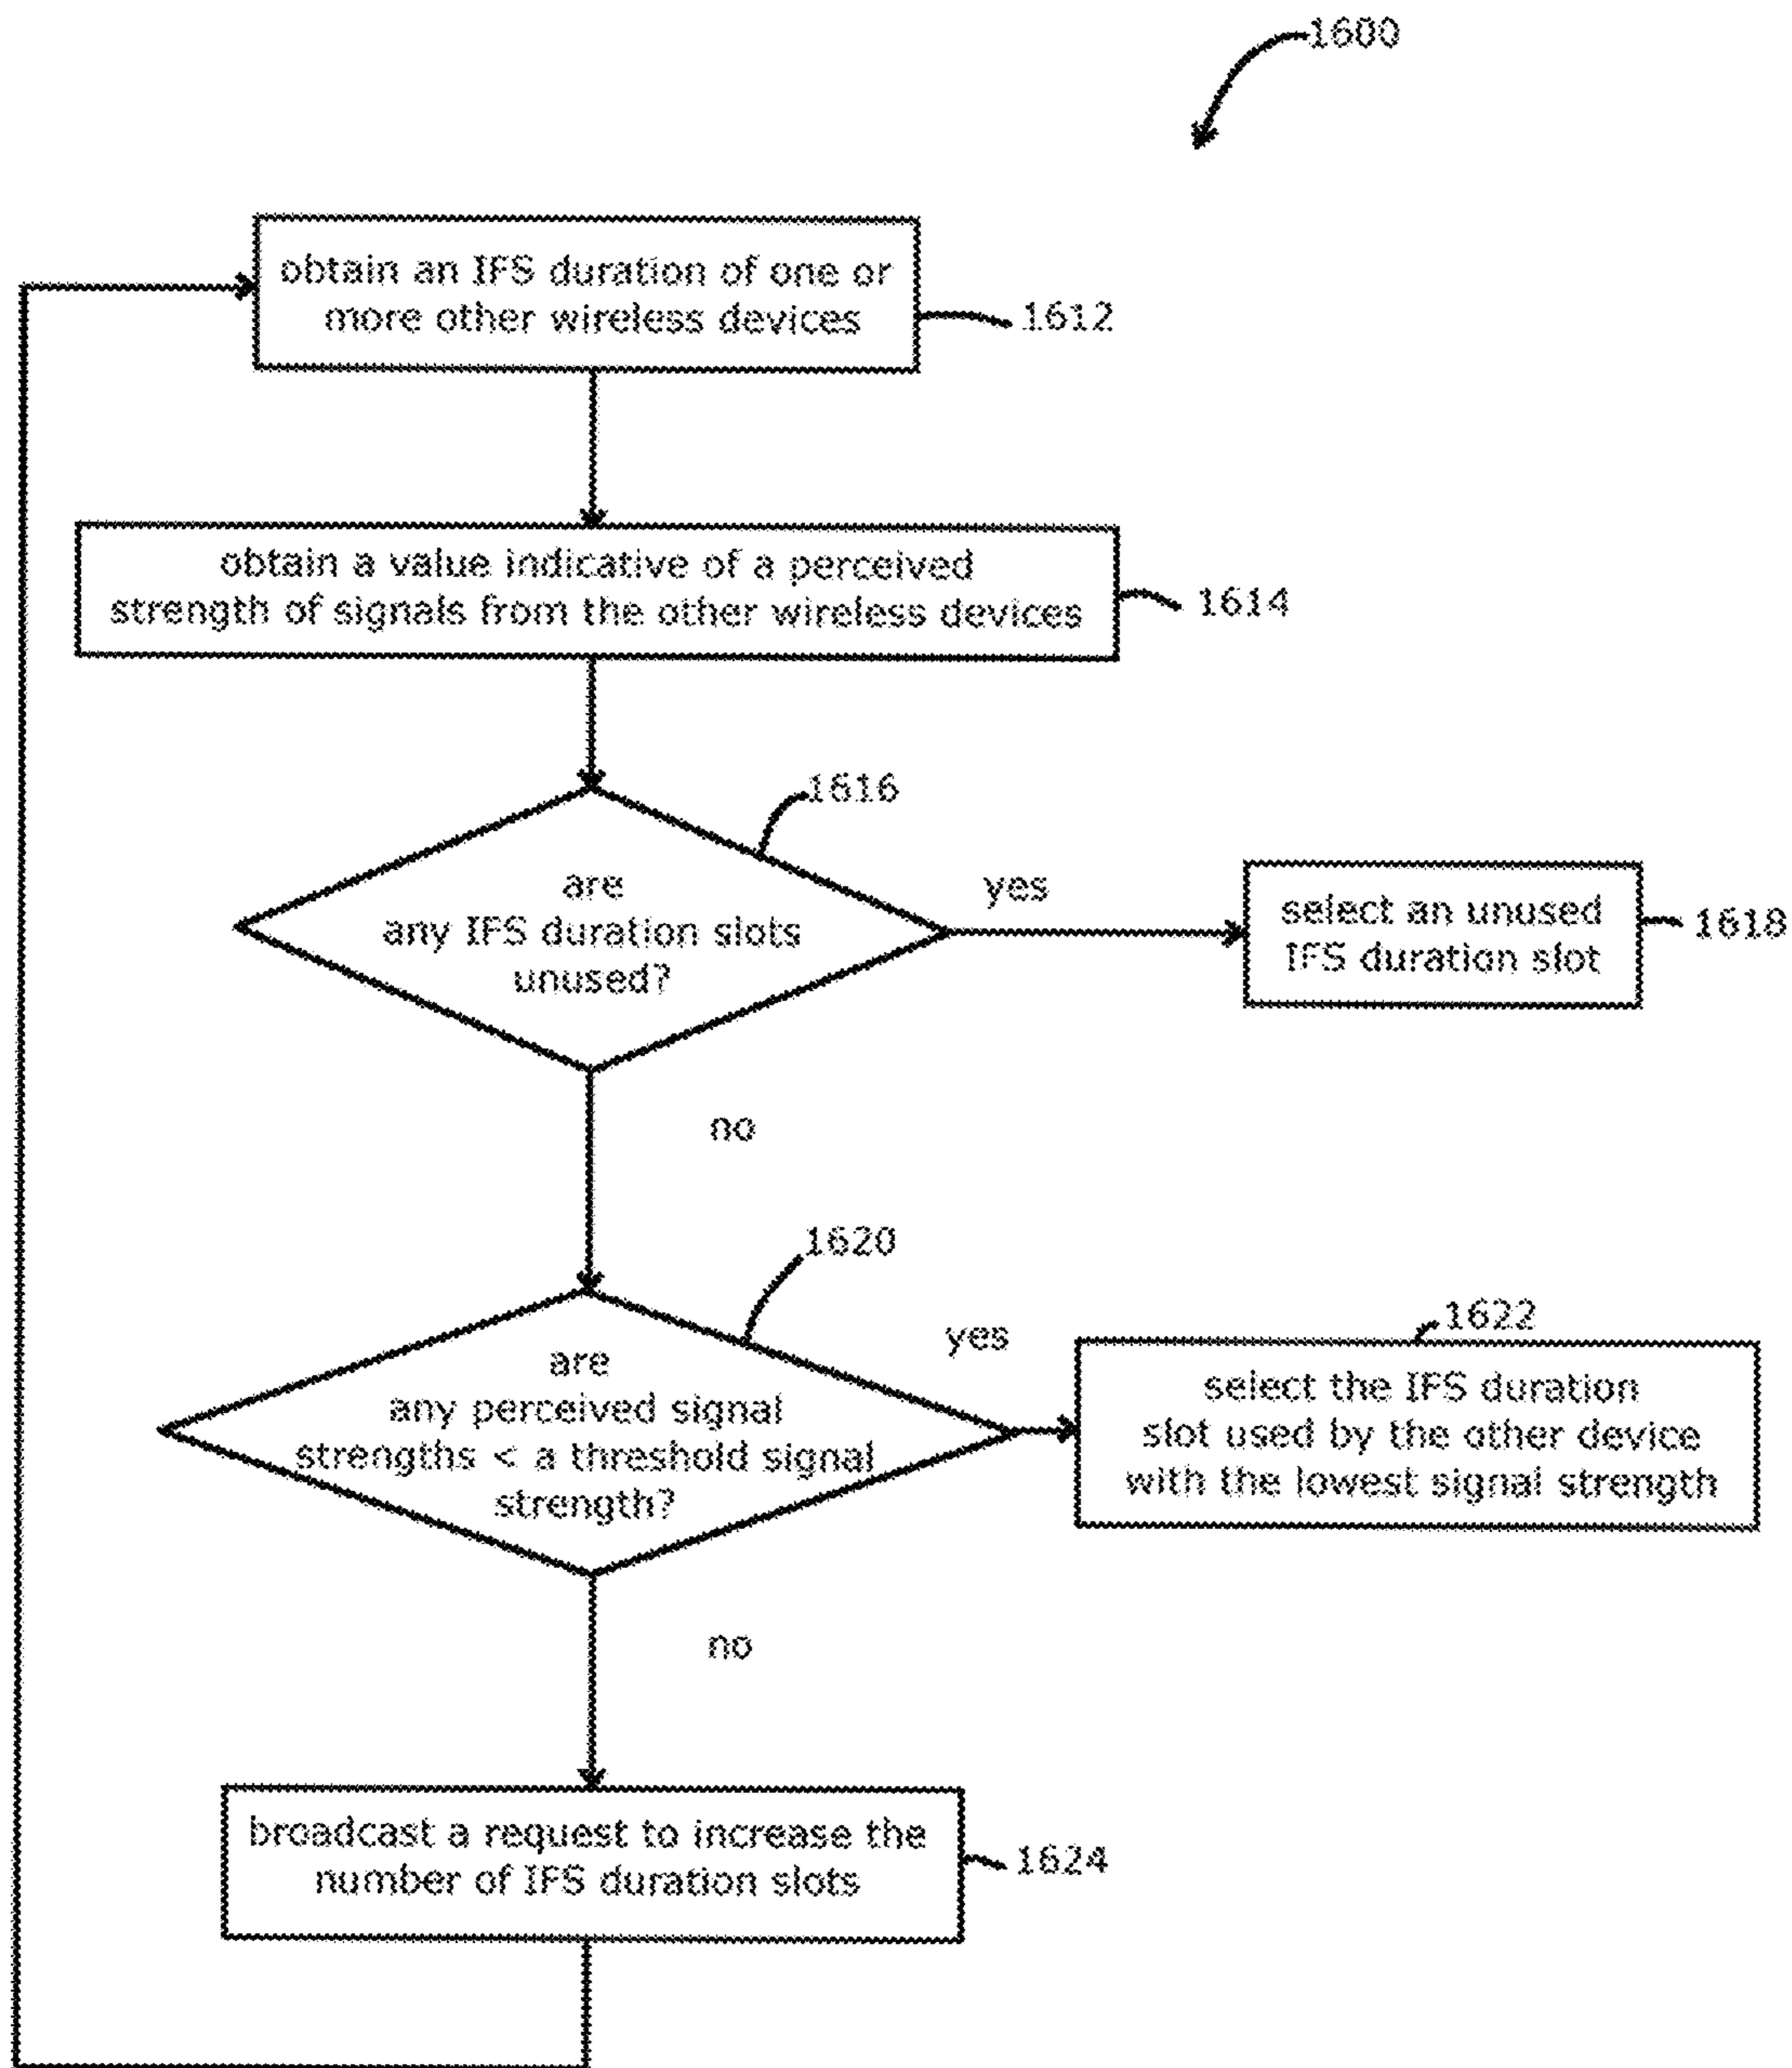 1600
obtain an IFS duration of one or
more other wireless devices
1612
obtain a value indicative of a perceived
strength of signals from the other wireless devices
1614
1616
are
any IFS duration slots
unused?
yes
select an unused
IFS duration slot
1618
no
1620
are
any perceived signal
strengths < a threshold signal
strength?
yes
1622
select the IFS duration
slot used by the other device
with the lowest signal strength
no
broadcast a request to increase the
number of IFS duration slots
1624